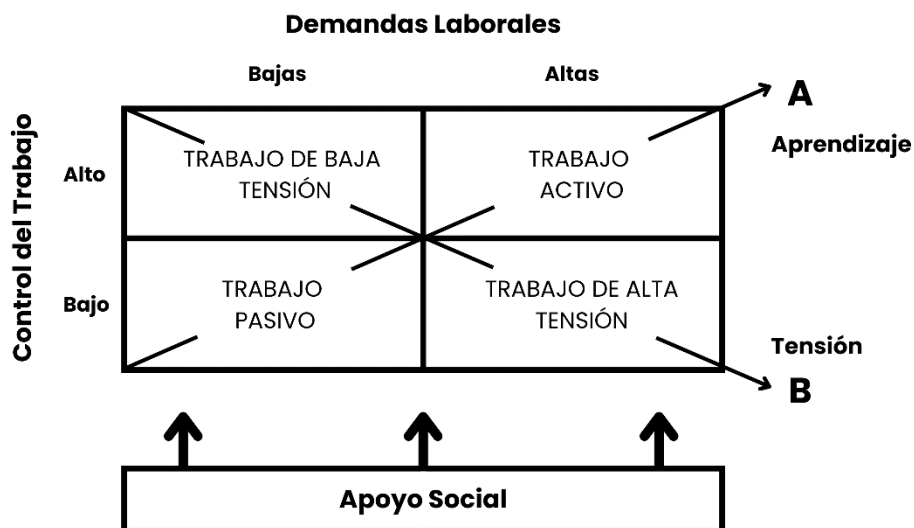 Demandas Laborales
Bajas
Altas
A
Aprendizaje
Control del Trabajo
Alto
TRABAJO DE BAJA
TENSIÓN
TRABAJO
ACTIVO
Bajo
TRABAJO
PASIVO
TRABAJO DE ALTA
TENSIÓN
Tensión
B
Apoyo Social